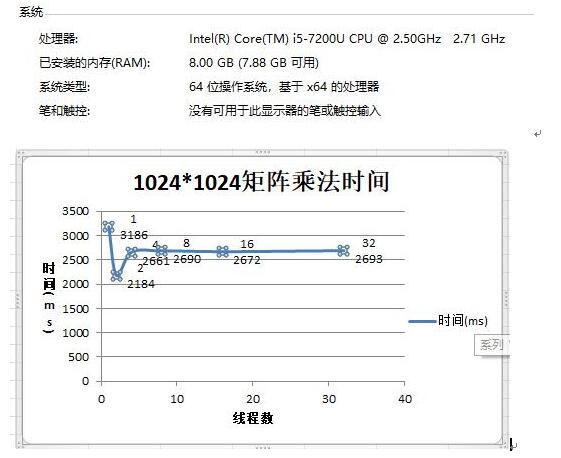 系统
处理器: Intel(R) Core(TM) i5-7200U CPU @ 2.50GHz 2.71 GHz
已安装的内存(RAM): 8.00 GB (7.88 GB 可用)
系统类型: 64 位操作系统，基于 x64 的处理器
笔和触控: 没有可用于此显示器的笔或触控输入
1024*1024矩阵乘法时间
3500
3000
2500
2000
1500
1000
500
0
时间(ms)
1
3186
2
2184
4
2661
8
2690
16
2672
32
2693
时间(ms)
系列
0 10 20 30 40
线程数